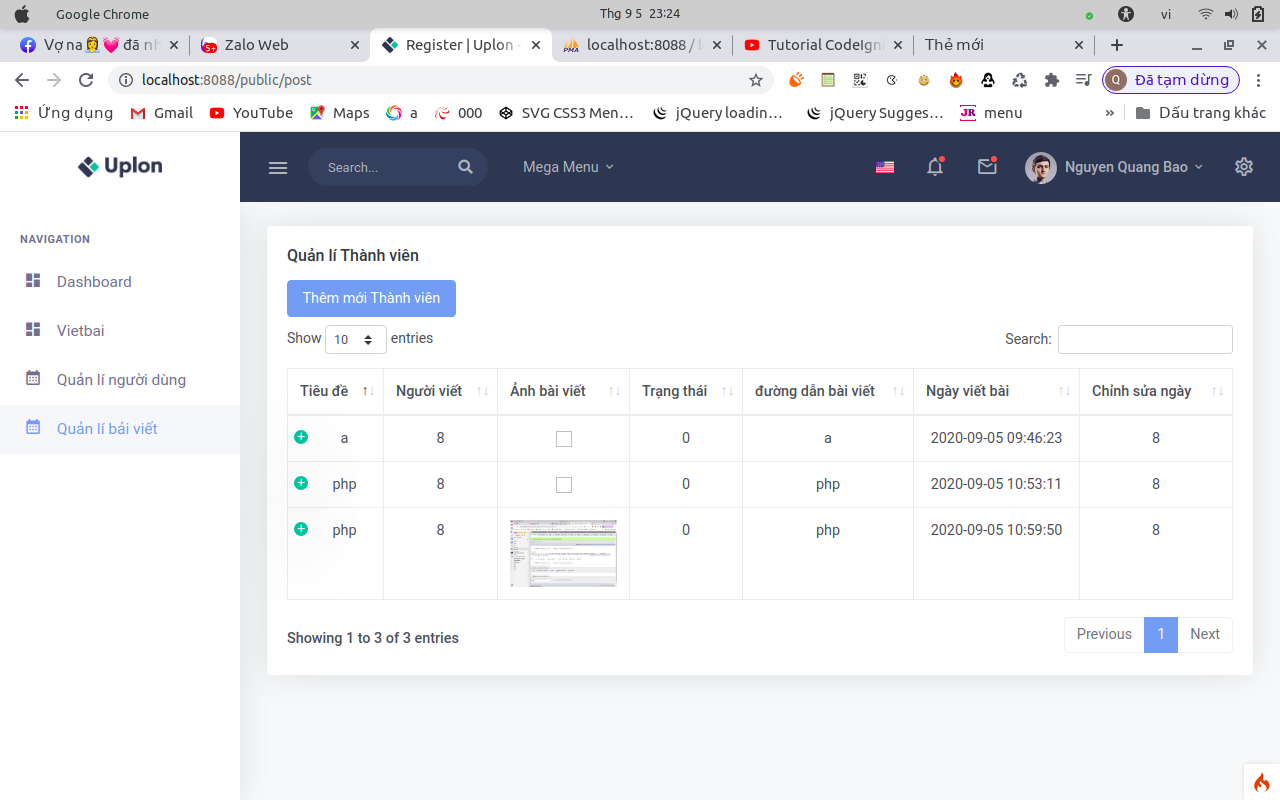 Google Chrome
Thg 9 5 23:24
vi
Vợ na👰💓 đã nh
Zalo Web
Register | Uplon -
localhost:8088 / l
Tutorial CodeIgn
Thẻ mới
localhost:8088/public/post
Q Đã tạm dừng
Ứng dụng
Gmail
YouTube
Maps
a
000
SVG CSS3 Men…
jQuery loadin…
jQuery Sugges…
JR menu
»
Dấu trang khác
Uplon
Search...
Mega Menu
Nguyen Quang Bao
NAVIGATION
Dashboard
Vietbai
Quản lí người dùng
Quản lí bải viết
Quản lí Thành viên
Thêm mới Thành viên
Show 10 entries
Search:
Tiêu đề Người viết Ảnh bài viết Trạng thái đường dẫn bài viết Ngày viết bài Chỉnh sửa ngày
a 8 0 a 2020-09-05 09:46:23 8
php 8 0 php 2020-09-05 10:53:11 8
php 8 0 php 2020-09-05 10:59:50 8
Showing 1 to 3 of 3 entries
Previous 1 Next